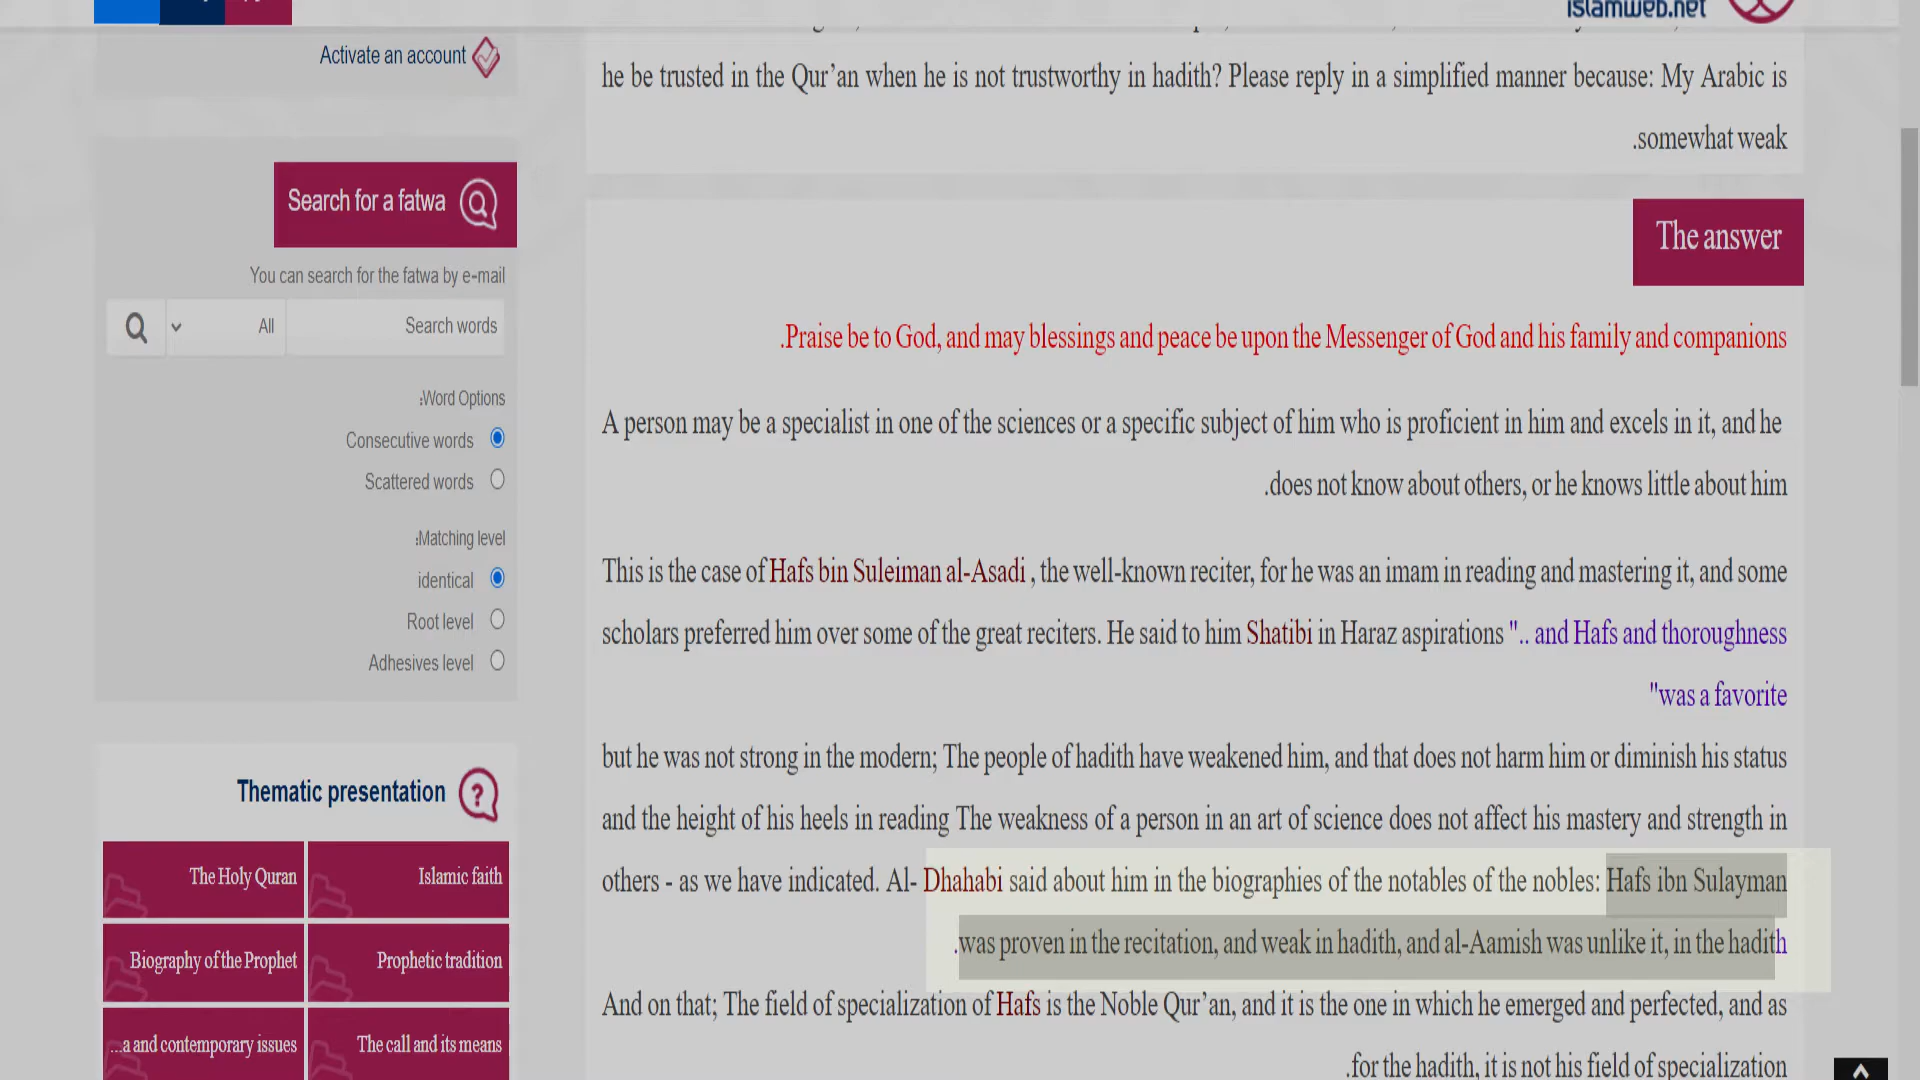 islamweb.net
Activate an account
he be trusted in the Qur’an when he is not trustworthy in hadith? Please reply in a simplified manner because: My Arabic is
.somewhat weak
Search for a fatwa
You can search for the fatwa by e-mail
All
Search words
:Word Options
Consecutive words
Scattered words
:Matching level
identical
Root level
Adhesives level
Thematic presentation
The Holy Quran
Islamic faith
Biography of the Prophet
Prophetic tradition
...a and contemporary issues
The call and its means
The answer
.Praise be to God, and may blessings and peace be upon the Messenger of God and his family and companions
A person may be a specialist in one of the sciences or a specific subject of him who is proficient in him and excels in it, and he
.does not know about others, or he knows little about him
This is the case of Hafs bin Suleiman al-Asadi , the well-known reciter, for he was an imam in reading and mastering it, and some
scholars preferred him over some of the great reciters. He said to him Shatibi in Haraz aspirations ".. and Hafs and thoroughness
"was a favorite
but he was not strong in the modern; The people of hadith have weakened him, and that does not harm him or diminish his status
and the height of his heels in reading The weakness of a person in an art of science does not affect his mastery and strength in
others - as we have indicated. Al- Dhahabi said about him in the biographies of the notables of the nobles: Hafs ibn Sulayman
.was proven in the recitation, and weak in hadith, and al-Aamish was unlike it, in the hadith
And on that; The field of specialization of Hafs is the Noble Qur’an, and it is the one in which he emerged and perfected, and as
.for the hadith, it is not his field of specialization